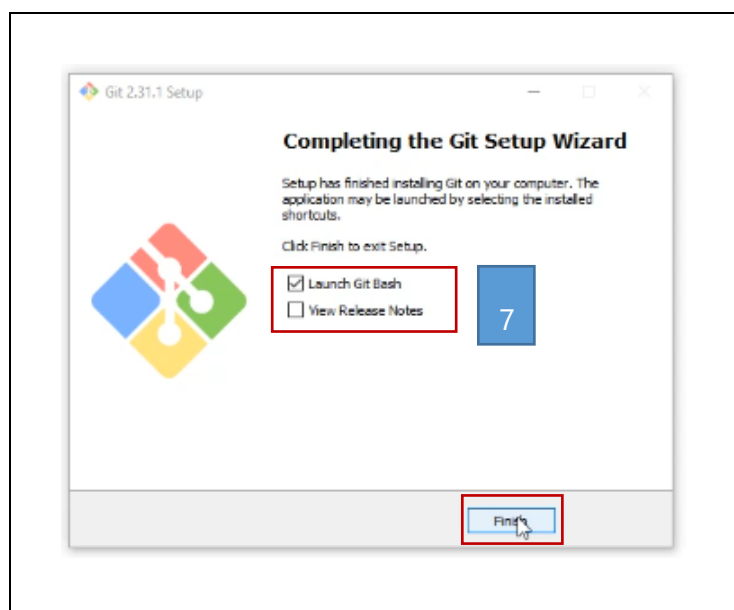 Git 2.31.1 Setup
Completing the Git Setup Wizard
Setup has finished installing Git on your computer. The
application may be launched by selecting the installed
shortcuts.
Click Finish to exit Setup.
Launch Git Bash
View Release Notes
7
Finish